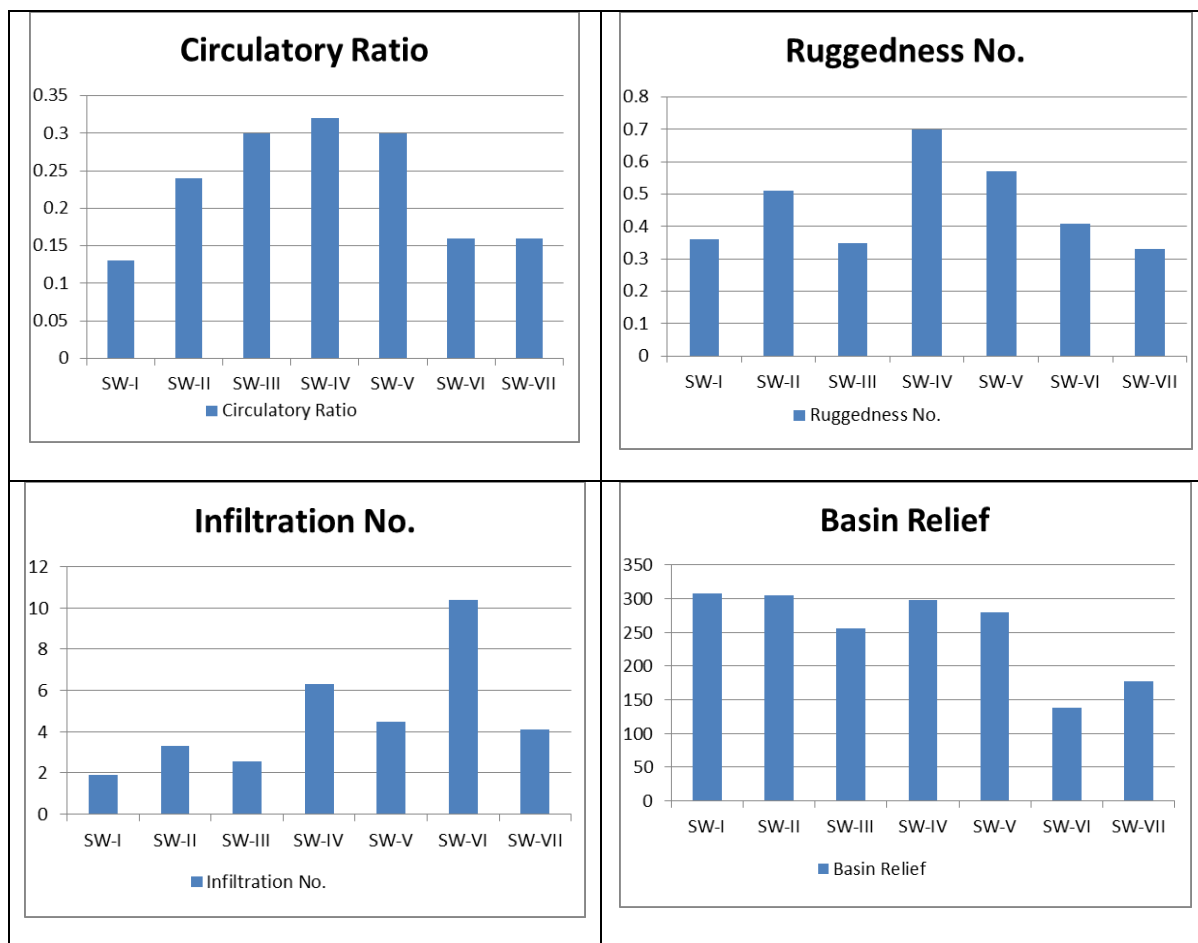 Circulatory Ratio
0.35
0.3
0.25
0.2
0.15
0.1
0.05
0
SW-I SW-II SW-III SW-IV SW-V SW-VI SW-VII
Circulatory Ratio
Ruggedness No.
0.8
0.7
0.6
0.5
0.4
0.3
0.2
0.1
0
SW-I SW-II SW-III SW-IV SW-V SW-VI SW-VII
Ruggedness No.
Infiltration No.
12
10
8
6
4
2
0
SW-I SW-II SW-III SW-IV SW-V SW-VI SW-VII
Infiltration No.
Basin Relief
350
300
250
200
150
100
50
0
SW-I SW-II SW-III SW-IV SW-V SW-VI SW-VII
Basin Relief